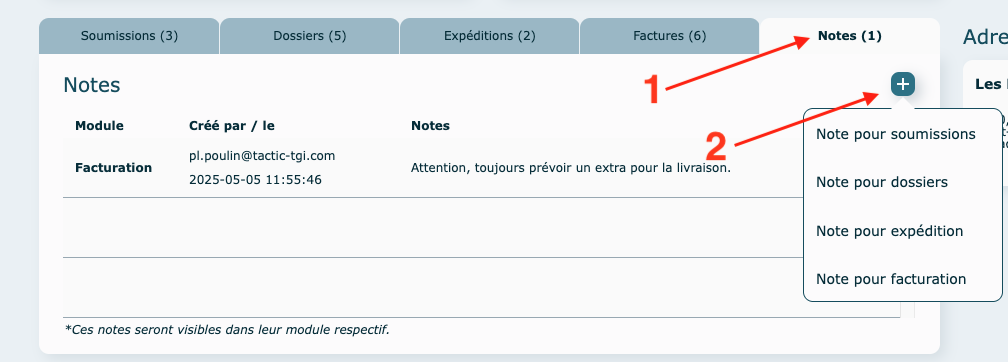 Soumissions (3) Dossiers (5) Expéditions (2) Factures (6) Notes (1) Adre
1
Notes +
Les
Module Créé par / le Notes
2
Note pour soumissions
Facturation pl.poulin@tactic-tgi.com
2025-05-05 11:55:46
Attention, toujours prévoir un extra pour la livraison.
Note pour dossiers
Note pour expédition
Note pour facturation
*Ces notes seront visibles dans leur module respectif.